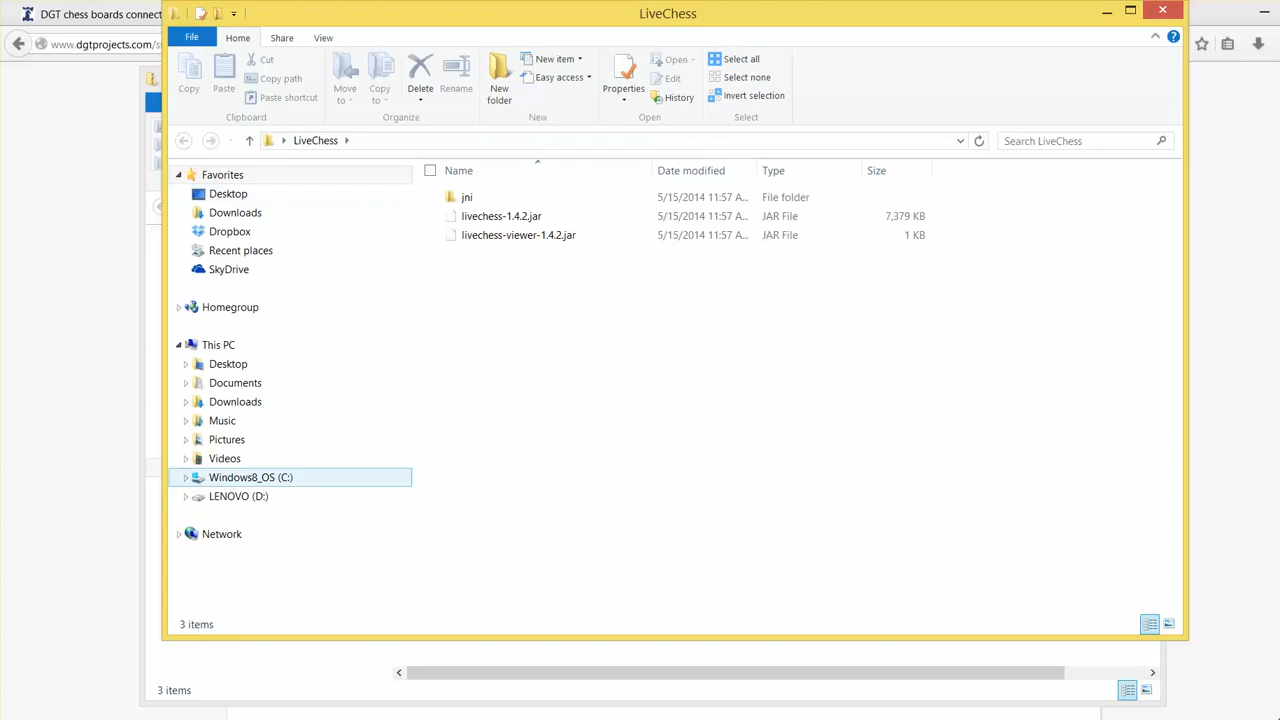 DGT chess boards connect
LiveChess
www.dgtprojects.com/s
File
Home
Share
View
Copy
Paste
Cut
Copy path
Paste shortcut
Clipboard
Move to
Copy to
Delete
Rename
Organize
New folder
New item
Easy access
New
Properties
Open
Edit
History
Open
Select all
Select none
Invert selection
Select
LiveChess
Search LiveChess
Name
Date modified
Type
Size
jni
5/15/2014 11:57 A...
File folder
livechess-1.4.2.jar
5/15/2014 11:57 A...
JAR File
7,379 KB
livechess-viewer-1.4.2.jar
5/15/2014 11:57 A...
JAR File
1 KB
Favorites
Desktop
Downloads
Dropbox
Recent places
SkyDrive
Homegroup
This PC
Desktop
Documents
Downloads
Music
Pictures
Videos
Windows8_OS (C:)
LENOVO (D:)
Network
3 items
3 items